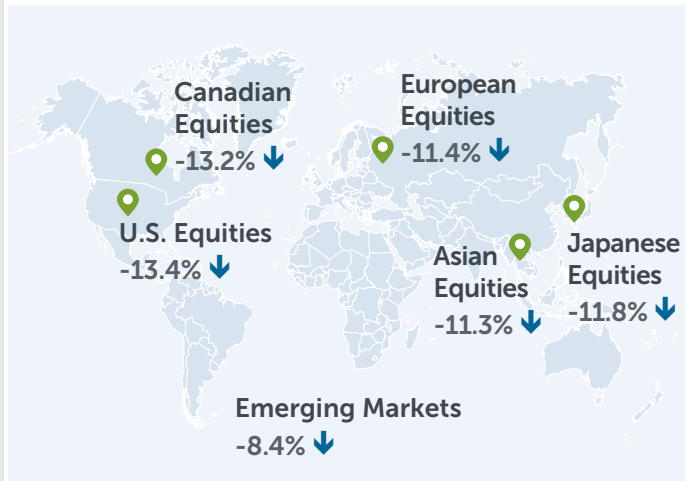 Canadian
Equities
-13.2%
European
Equities
-11.4%
U.S. Equities
-13.4%
Asian
Equities
-11.3%
Japanese
Equities
-11.8%
Emerging Markets
-8.4%